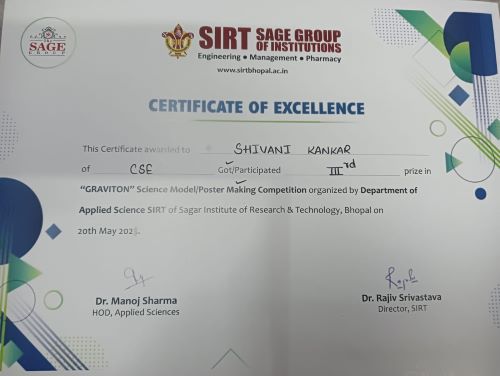 THE
SAGE
GROUP
SIRT SAGE GROUP OF INSTITUTIONS
Engineering • Management • Pharmacy
www.sirtbhopal.ac.in
CERTIFICATE OF EXCELLENCE
This Certificate awarded to SHIVANI KANKAR
of CSE Got/Participated IIIrd prize in
"GRAVITON" Science Model/Poster Making Competition organized by Department of
Applied Science SIRT of Sagar Institute of Research & Technology, Bhopal on
20th May
Dr. Manoj Sharma
HOD, Applied Sciences
Dr. Rajiv Srivastava
Director, SIRT